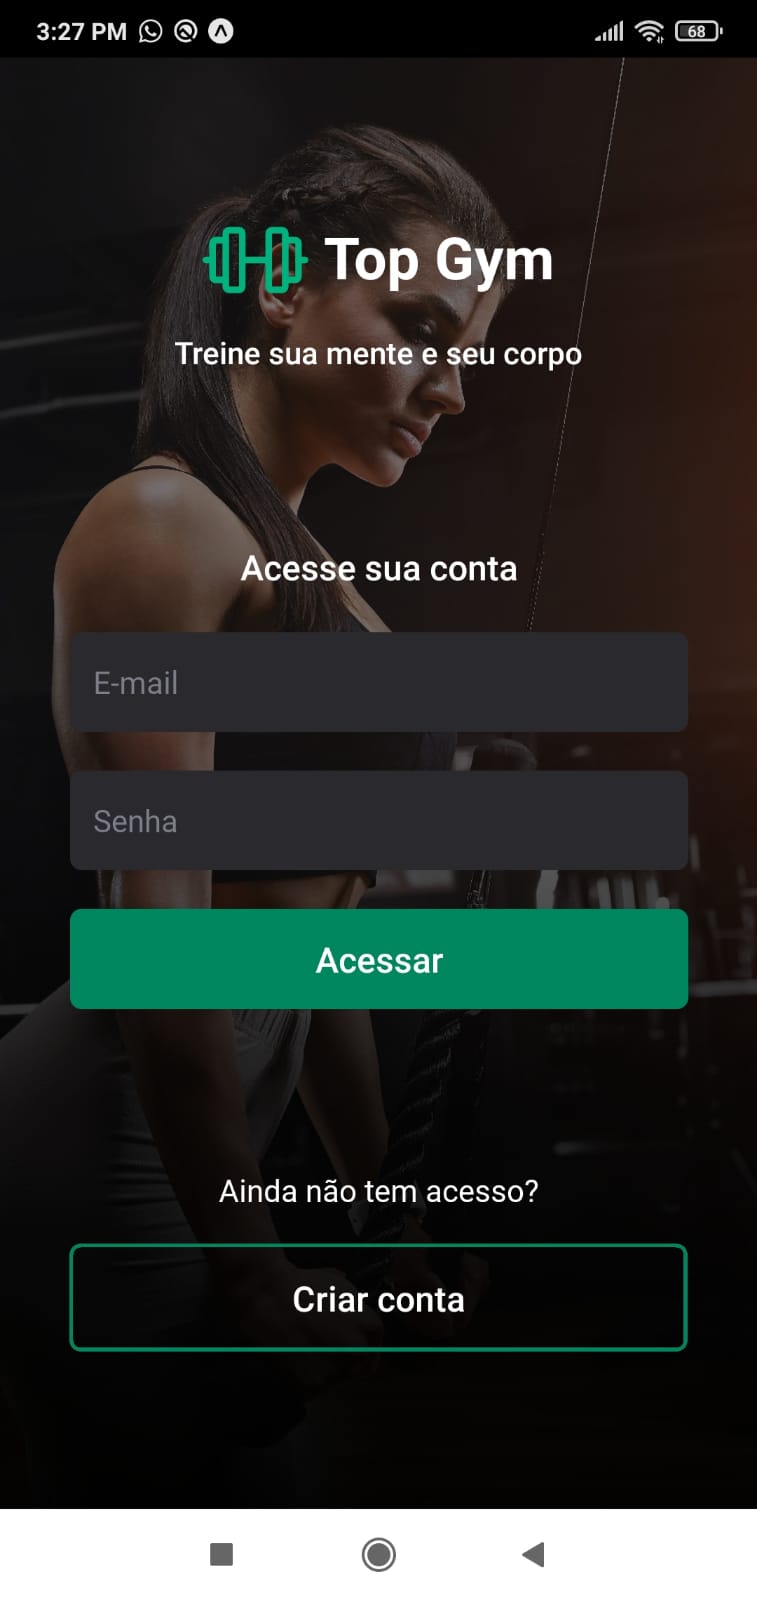 3:27 PM
68
Top Gym
Treine sua mente e seu corpo
Acesse sua conta
E-mail
Senha
Acessar
Ainda não tem acesso?
Criar conta